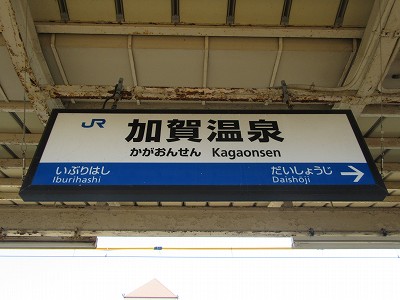 JR 加賀温泉
かがおんせん Kagaonsen
いぶりはし だいしょうじ
Iburihashi Daishōji